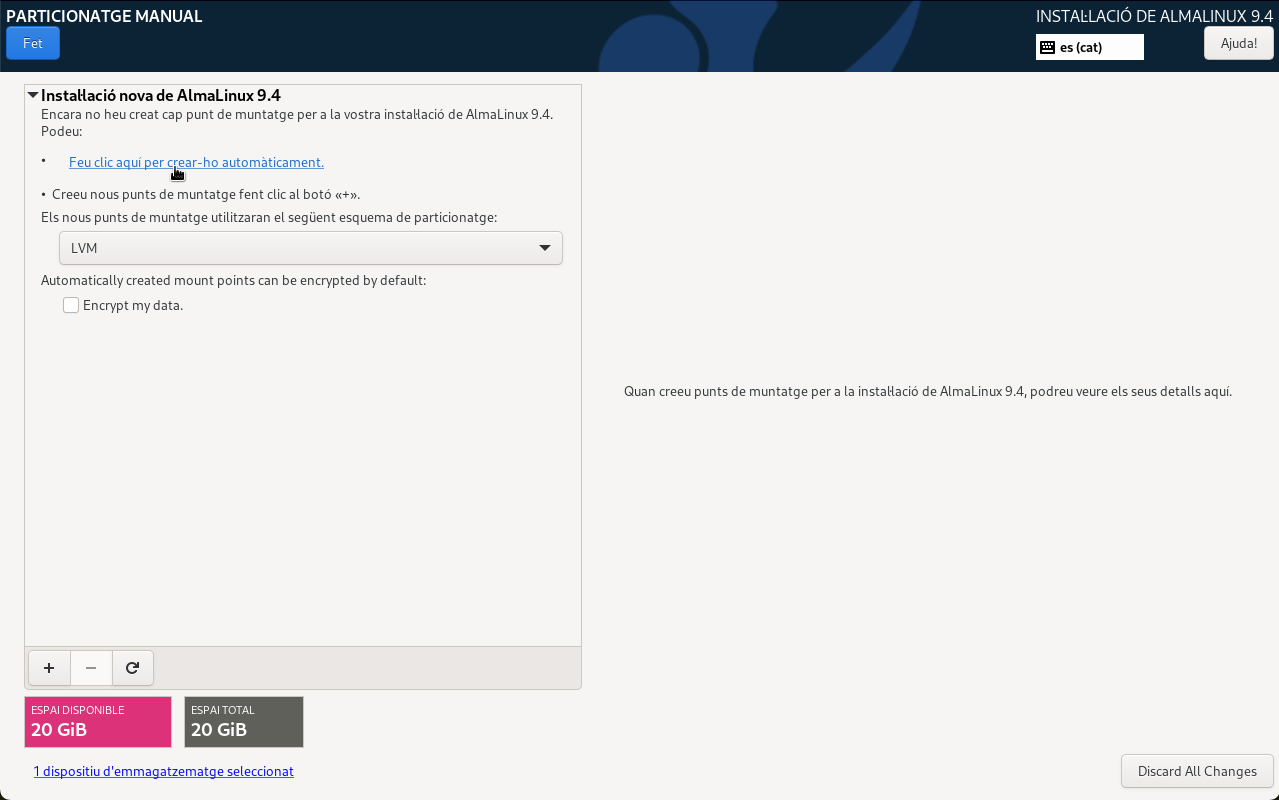 PARTICIONATGE MANUAL
INSTAL·LACIÓ DE ALMALINUX 9.4
Fet
es (cat)
Ajuda!
Instal·lació nova de AlmaLinux 9.4
Encara no heu creat cap punt de muntatge per a la vostra instal·lació de AlmaLinux 9.4.
Podeu:
• Feu clic aquí per crear-ho automàticament.
• Creeu nous punts de muntatge fent clic al botó «+».
Els nous punts de muntatge utilitzaran el següent esquema de particionatge:
LVM
Automatically created mount points can be encrypted by default:
Encrypt my data.
Quan creeu punts de muntatge per a la instal·lació de AlmaLinux 9.4, podreu veure els seus detalls aquí.
ESPAI DISPONIBLE
20 GiB
ESPAI TOTAL
20 GiB
1 dispositiu d'emmagatzematge seleccionat
Discard All Changes